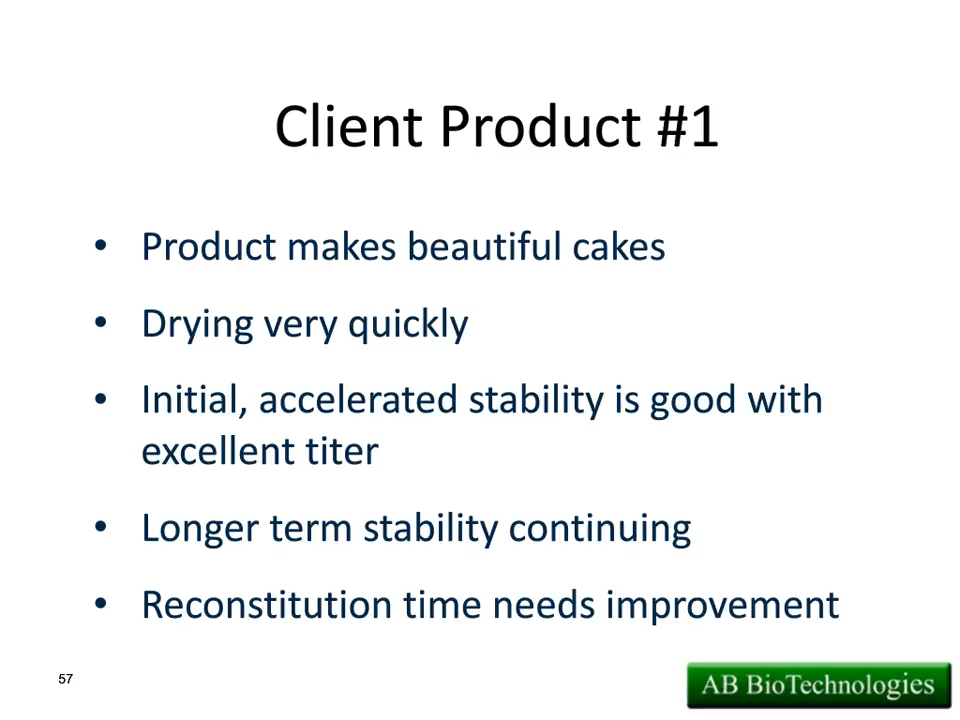 Client Product #1
• Product makes beautiful cakes
• Drying very quickly
• Initial, accelerated stability is good with
excellent titer
• Longer term stability continuing
• Reconstitution time needs improvement
57
AB BioTechnologies